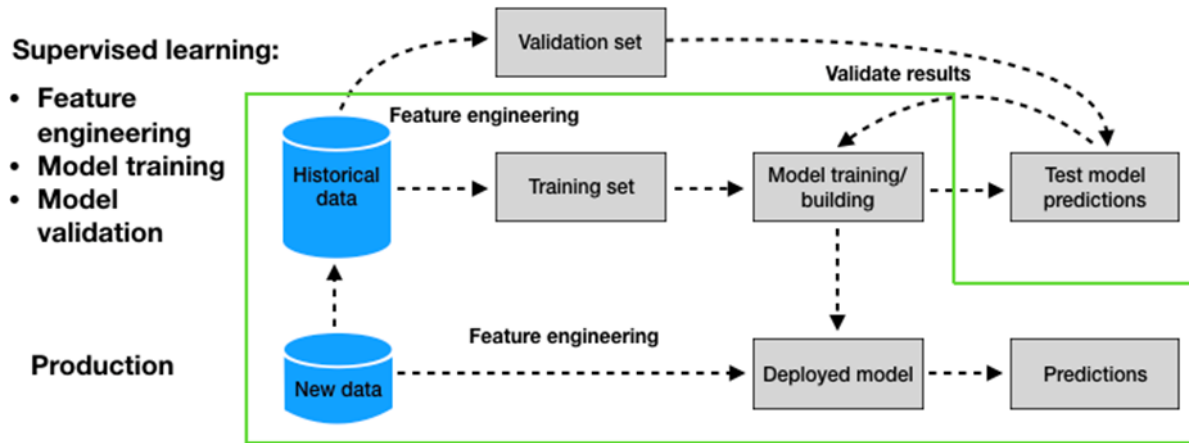 Supervised learning:
• Feature
engineering
• Model training
• Model
validation
Validation set
Validate results
Feature engineering
Historical
data
Training set
Model training/
building
Test model
predictions
Production
Feature engineering
New data
Deployed model
Predictions